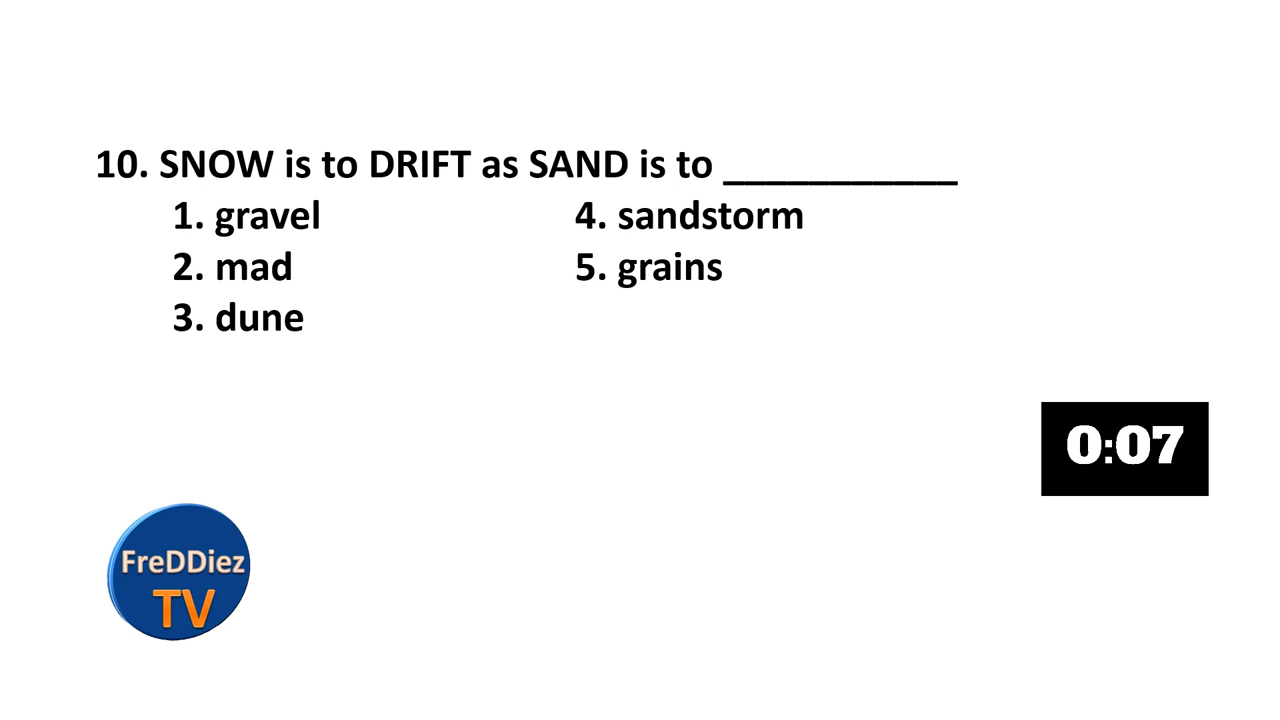 10. SNOW is to DRIFT as SAND is to ___________
1. gravel 4. sandstorm
2. mad 5. grains
3. dune
0:07
FreDDiez
TV